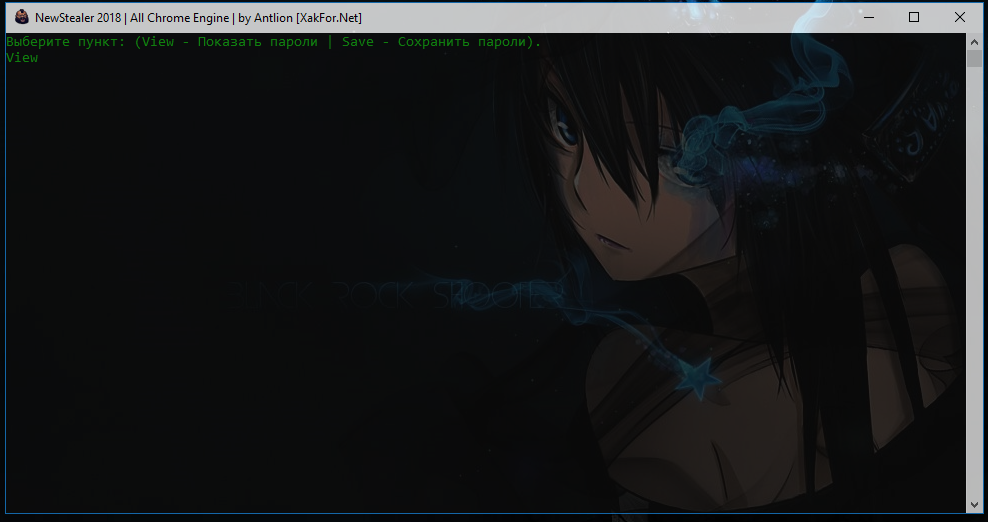 NewStealer 2018 | All Chrome Engine | by Antlion [XakFor.Net]
Выберите пункт: (View - Показать пароли | Save - Сохранить пароли).
View
BLACK ROCK SHOOTER